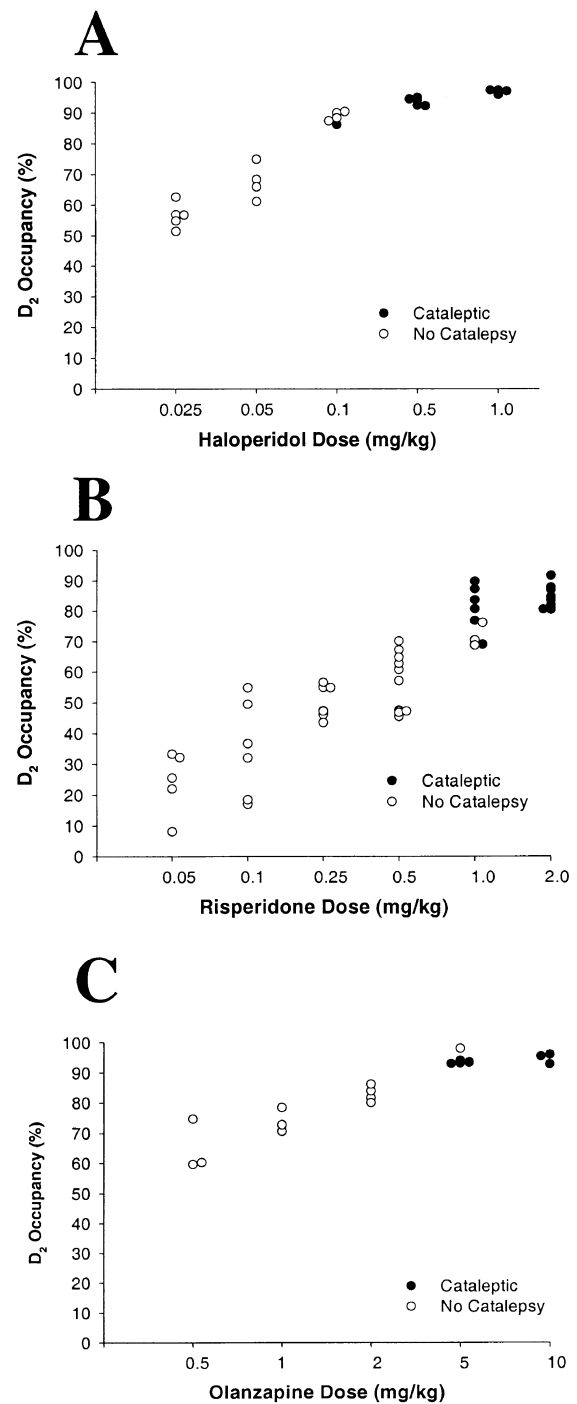 A
100
90
80
70
60
50
40
30
20
10
0
D2 Occupancy (%)
Cataleptic
No Catalepsy
0.025 0.05 0.1 0.5 1.0
Haloperidol Dose (mg/kg)
B
100
90
80
70
60
50
40
30
20
10
0
D2 Occupancy (%)
Cataleptic
No Catalepsy
0.05 0.1 0.25 0.5 1.0 2.0
Risperidone Dose (mg/kg)
C
100
90
80
70
60
50
40
30
20
10
0
D2 Occupancy (%)
Cataleptic
No Catalepsy
0.5 1 2 5 10
Olanzapine Dose (mg/kg)